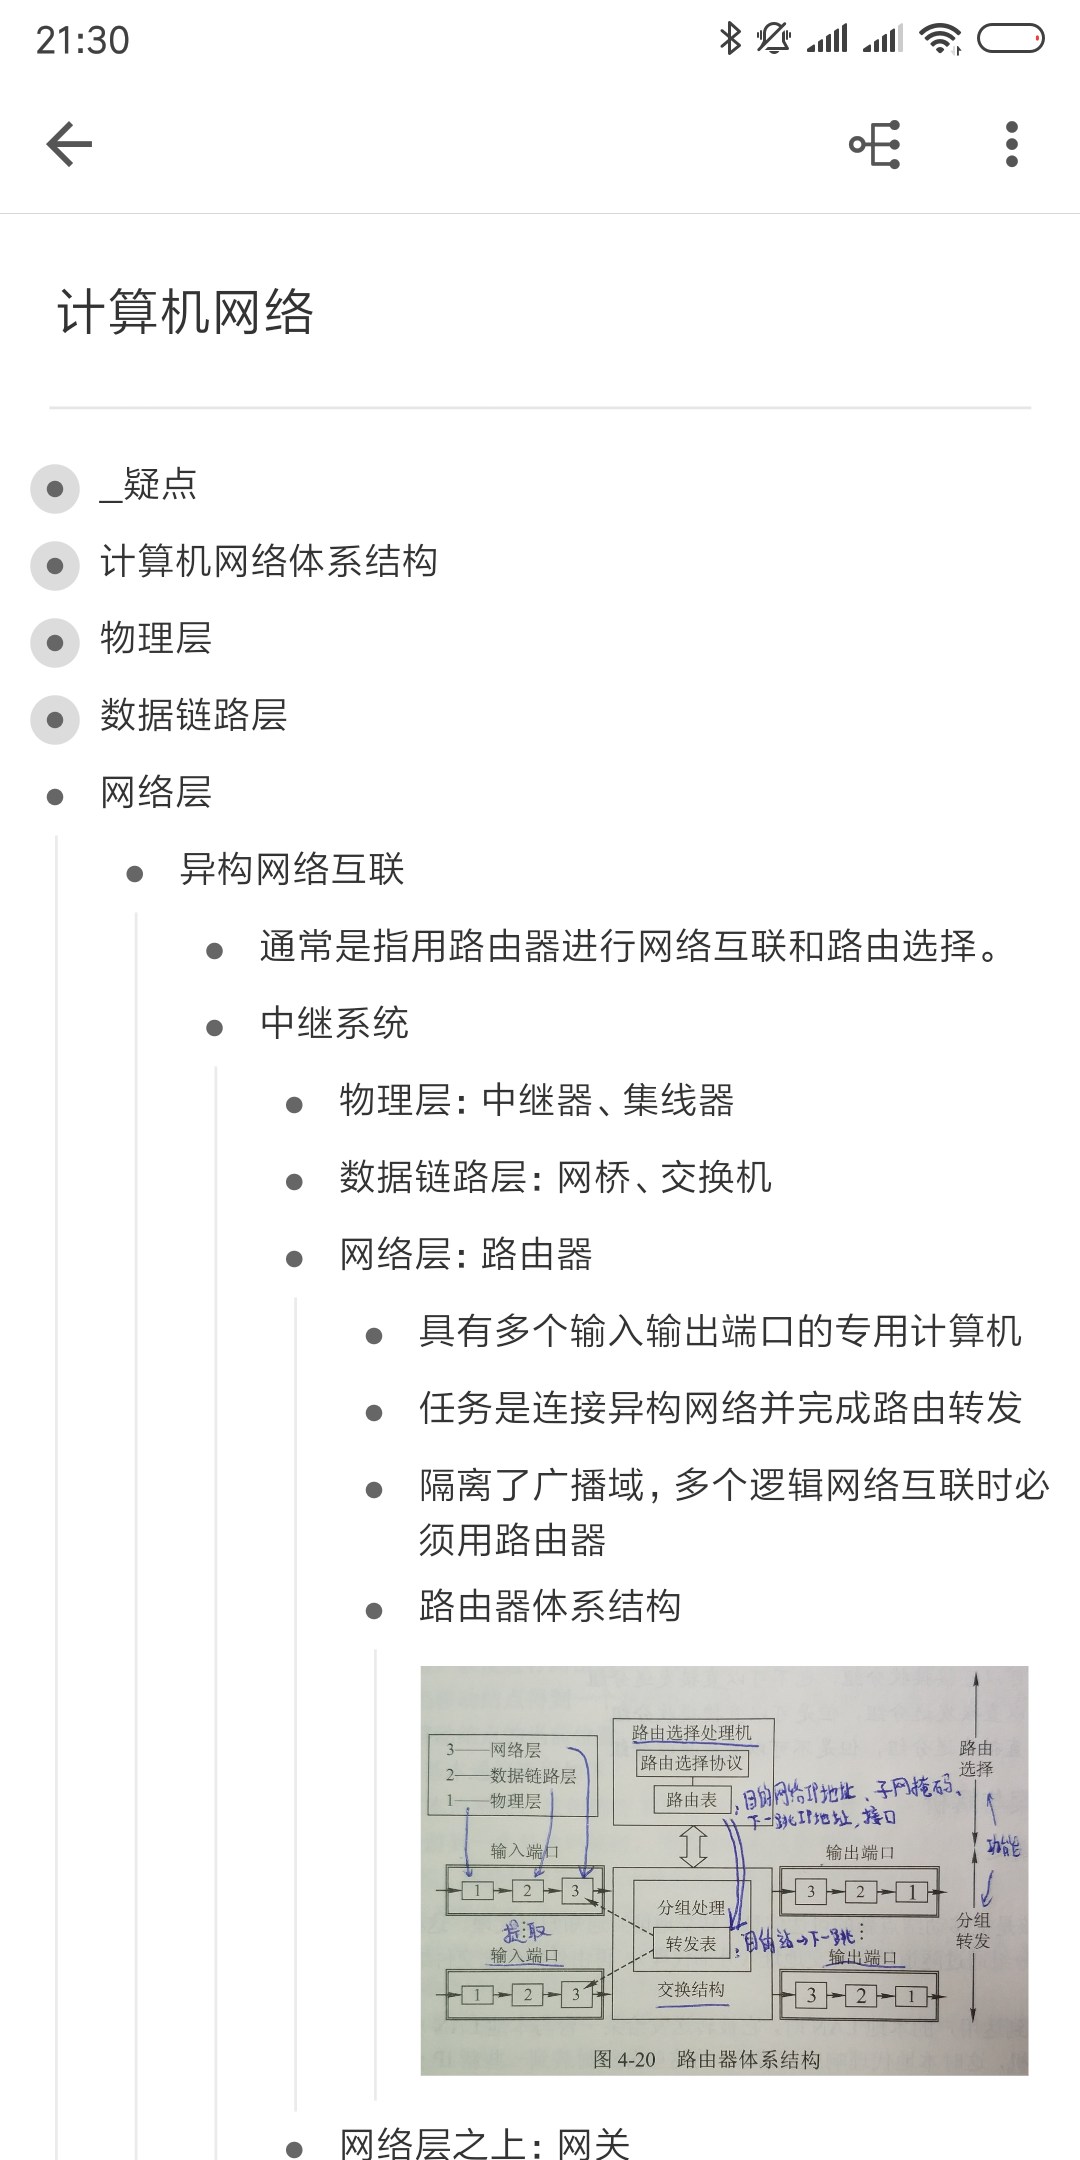 21:30
计算机网络
_疑点
计算机网络体系结构
物理层
数据链路层
网络层
异构网络互联
通常是指用路由器进行网络互联和路由选择。
中继系统
物理层：中继器、集线器
数据链路层：网桥、交换机
网络层：路由器
具有多个输入输出端口的专用计算机
任务是连接异构网络并完成路由转发
隔离了广播域，多个逻辑网络互联时必
须用路由器
路由器体系结构
3——网络层
2——数据链路层
1——物理层
路由选择处理机
路由选择协议
路由表
:目的网络IP地址、子网掩码、
下一跳IP地址,接口
路由
选择
功能
输入端口
1 2 3
提取
输入端口
1 2 3
分组处理
转发表
:目的站→下一跳
交换结构
输出端口
3 2 1
输出端口
3 2 1
分组
转发
图 4-20 路由器体系结构
网络层之上：网关